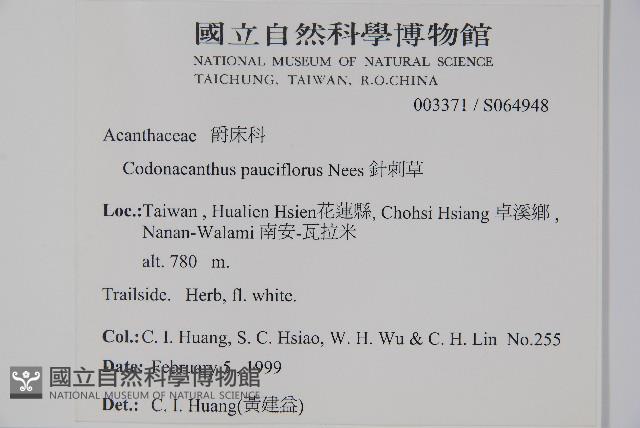 國立自然科學博物館
NATIONAL MUSEUM OF NATURAL SCIENCE
TAICHUNG, TAIWAN, R.O.CHINA
003371 / S064948
Acanthaceae 爵床科
Codonacanthus pauciflorus Nees 針刺草
Loc.:Taiwan , Hualien Hsien花蓮縣, Chohsi Hsiang 卓溪鄉 ,
Nanan-Walami 南安-瓦拉米
alt. 780 m.
Trailside. Herb, fl. white.
Col.: C. I. Huang, S. C. Hsiao, W. H. Wu & C. H. Lin No.255
Date: February 5, 1999
國立自然科學博物館
NATIONAL MUSEUM OF NATURAL SCIENCE
Det.: C. I. Huang(黃建益)